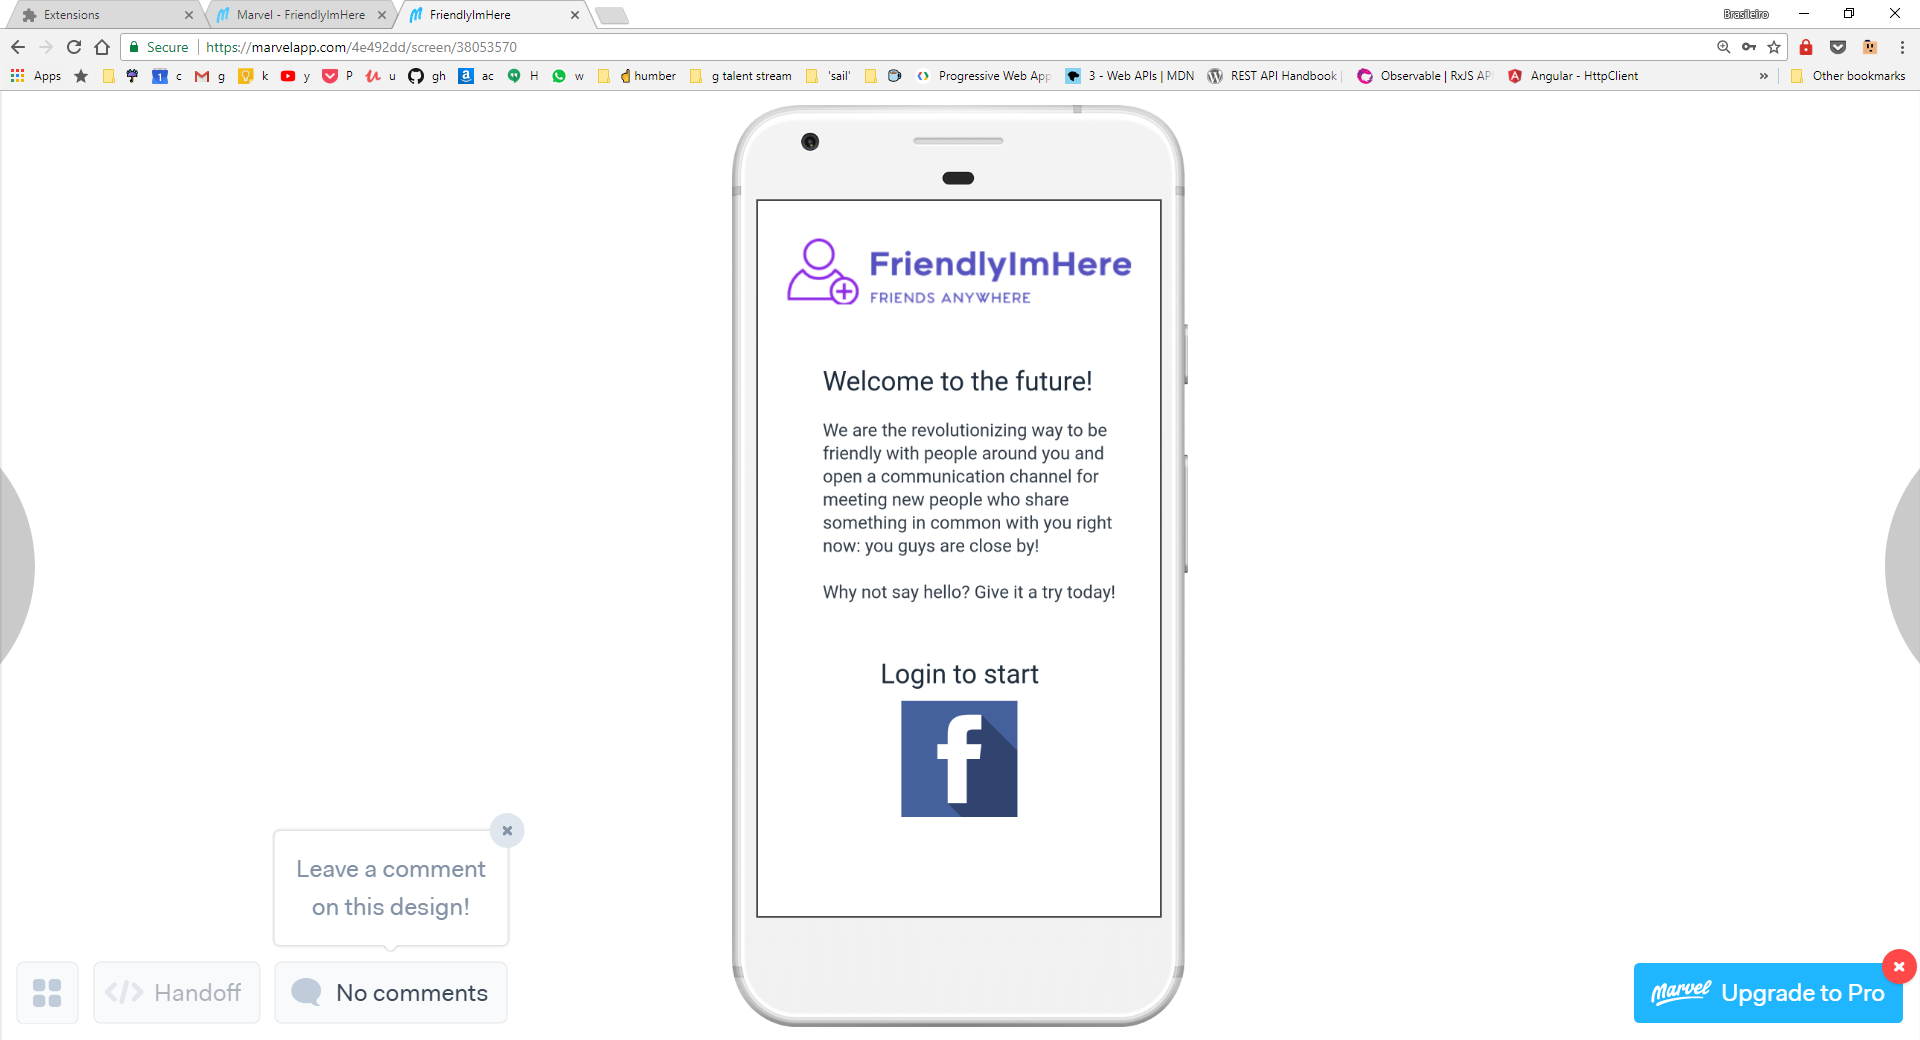 Extensions
Marvel - FriendlyImHere
FriendlyImHere
Brasileiro
Secure
https://marvelapp.com/4e492dd/screen/38053570
Apps
1
c
g
k
y
P
u
gh
a
ac
H
w
humber
g talent stream
'sail'
Progressive Web App
3 - Web APIs | MDN
REST API Handbook
Observable | RxJS AP
Angular - HttpClient
»
Other bookmarks
FriendlyImHere
FRIENDS ANYWHERE
Welcome to the future!
We are the revolutionizing way to be
friendly with people around you and
open a communication channel for
meeting new people who share
something in common with you right
now: you guys are close by!
Why not say hello? Give it a try today!
Login to start
f
Leave a comment
on this design!
</> Handoff
No comments
Marvel Upgrade to Pro